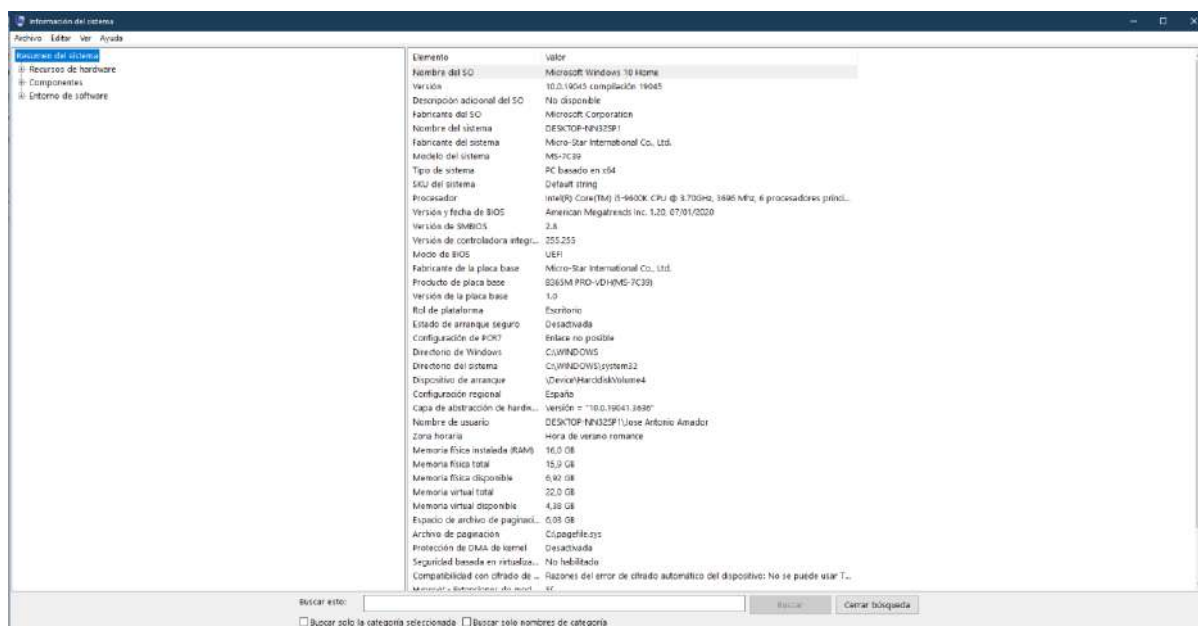 Información del sistema
Archivo Editar Ver Ayuda
Resumen del sistema
Recursos de hardware
Componentes
Entorno de software
Elemento Valor
Nombre del SO Microsoft Windows 10 Home
Versión 10.0.19045 compilación 19045
Descripción adicional del SO No disponible
Fabricante del SO Microsoft Corporation
Nombre del sistema DESKTOP-NN32SP1
Fabricante del sistema Micro-Star International Co., Ltd.
Modelo del sistema MS-7C39
Tipo de sistema PC basado en x64
SKU del sistema Default string
Procesador Intel(R) Core(TM) i5-9600K CPU @ 3.70GHz, 3696 Mhz, 6 procesadores princi...
Versión y fecha de BIOS American Megatrends Inc. 1.20, 07/01/2020
Versión de SMBIOS 2.8
Versión de controladora integr... 255.255
Modo de BIOS UEFI
Fabricante de la placa base Micro-Star International Co., Ltd.
Producto de placa base B365M PRO-VDH(MS-7C39)
Versión de la placa base 1.0
Rol de plataforma Escritorio
Estado de arranque seguro Desactivada
Configuración de PCR7 Enlace no posible
Directorio de Windows C:\WINDOWS
Directorio del sistema C:\WINDOWS\system32
Dispositivo de arranque \Device\HarddiskVolume4
Configuración regional España
Capa de abstracción de hardw... Versión = "10.0.19041.3636"
Nombre de usuario DESKTOP-NN32SP1\Jose Antonio Amador
Zona horaria Hora de verano romance
Memoria física instalada (RAM) 16,0 GB
Memoria física total 15,9 GB
Memoria física disponible 6,92 GB
Memoria virtual total 22,0 GB
Memoria virtual disponible 4,38 GB
Espacio de archivo de paginaci... 6,03 GB
Archivo de paginación C:\pagefile.sys
Protección de DMA de kernel Desactivada
Seguridad basada en virtualiza... No habilitado
Compatibilidad con cifrado de ... Razones del error de cifrado automático del dispositivo: No se puede usar T...
Buscar esto: Buscar Cerrar búsqueda
Buscar solo la categoría seleccionada Buscar solo nombres de categoría